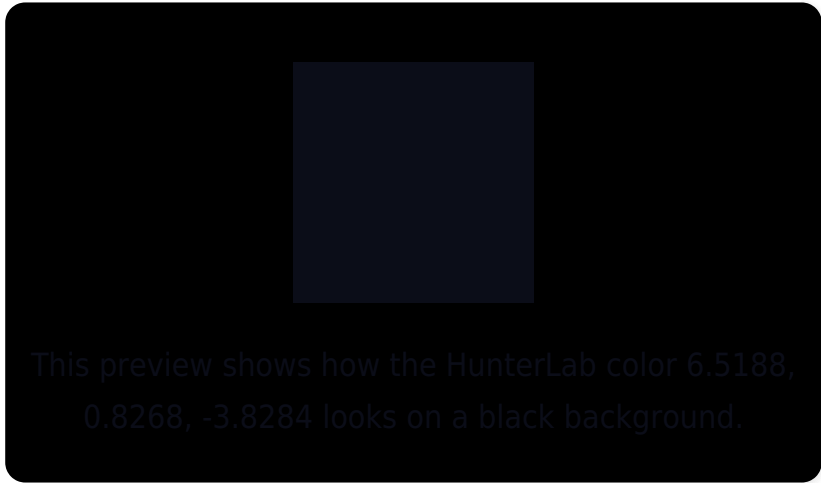 This preview shows how the HunterLab color 6.5188,
0.8268, -3.8284 looks on a black background.